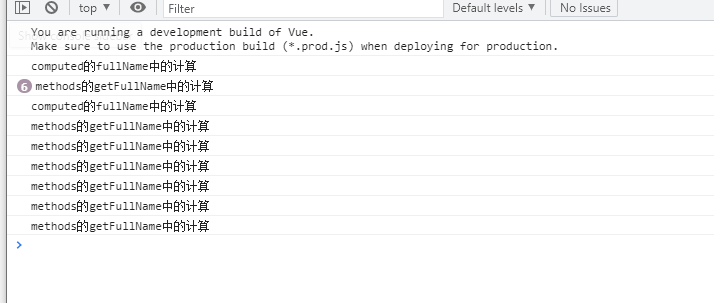 top ▼
Filter
Default levels ▼
No Issues
You are running a development build of Vue.
Make sure to use the production build (*.prod.js) when deploying for production.
computed的fullName中的计算
6 methods的getFullName中的计算
computed的fullName中的计算
methods的getFullName中的计算
methods的getFullName中的计算
methods的getFullName中的计算
methods的getFullName中的计算
methods的getFullName中的计算
methods的getFullName中的计算